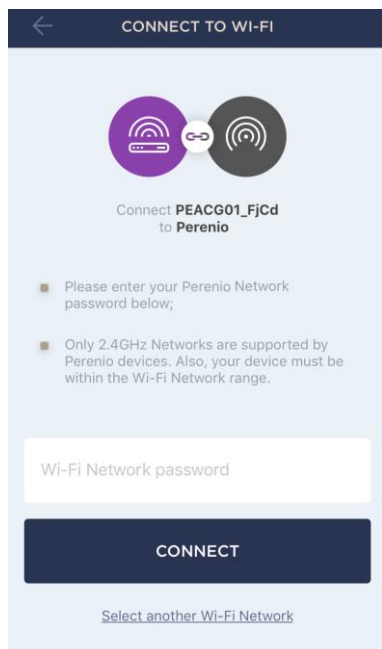 CONNECT TO WI-FI
Connect PEACG01_FjCd
to Perenio
Please enter your Perenio Network
password below;
Only 2.4GHz Networks are supported by
Perenio devices. Also, your device must be
within the Wi-Fi Network range.
Wi-Fi Network password
CONNECT
Select another Wi-Fi Network